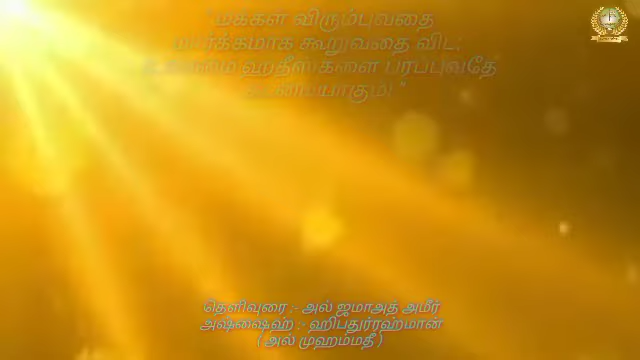 "மக்கள் விரும்புவதை
மார்க்கமாக கூறுவதை விட;
உண்மை ஹதீஸ்களை பரப்புவதே
தெளிவுரை :- அல் ஜமாஅத் அமீர்
அஷ்ஷைஹ் :- ஹிபதுர்ரஹ்மான்
( அல் முஹம்மதீ )